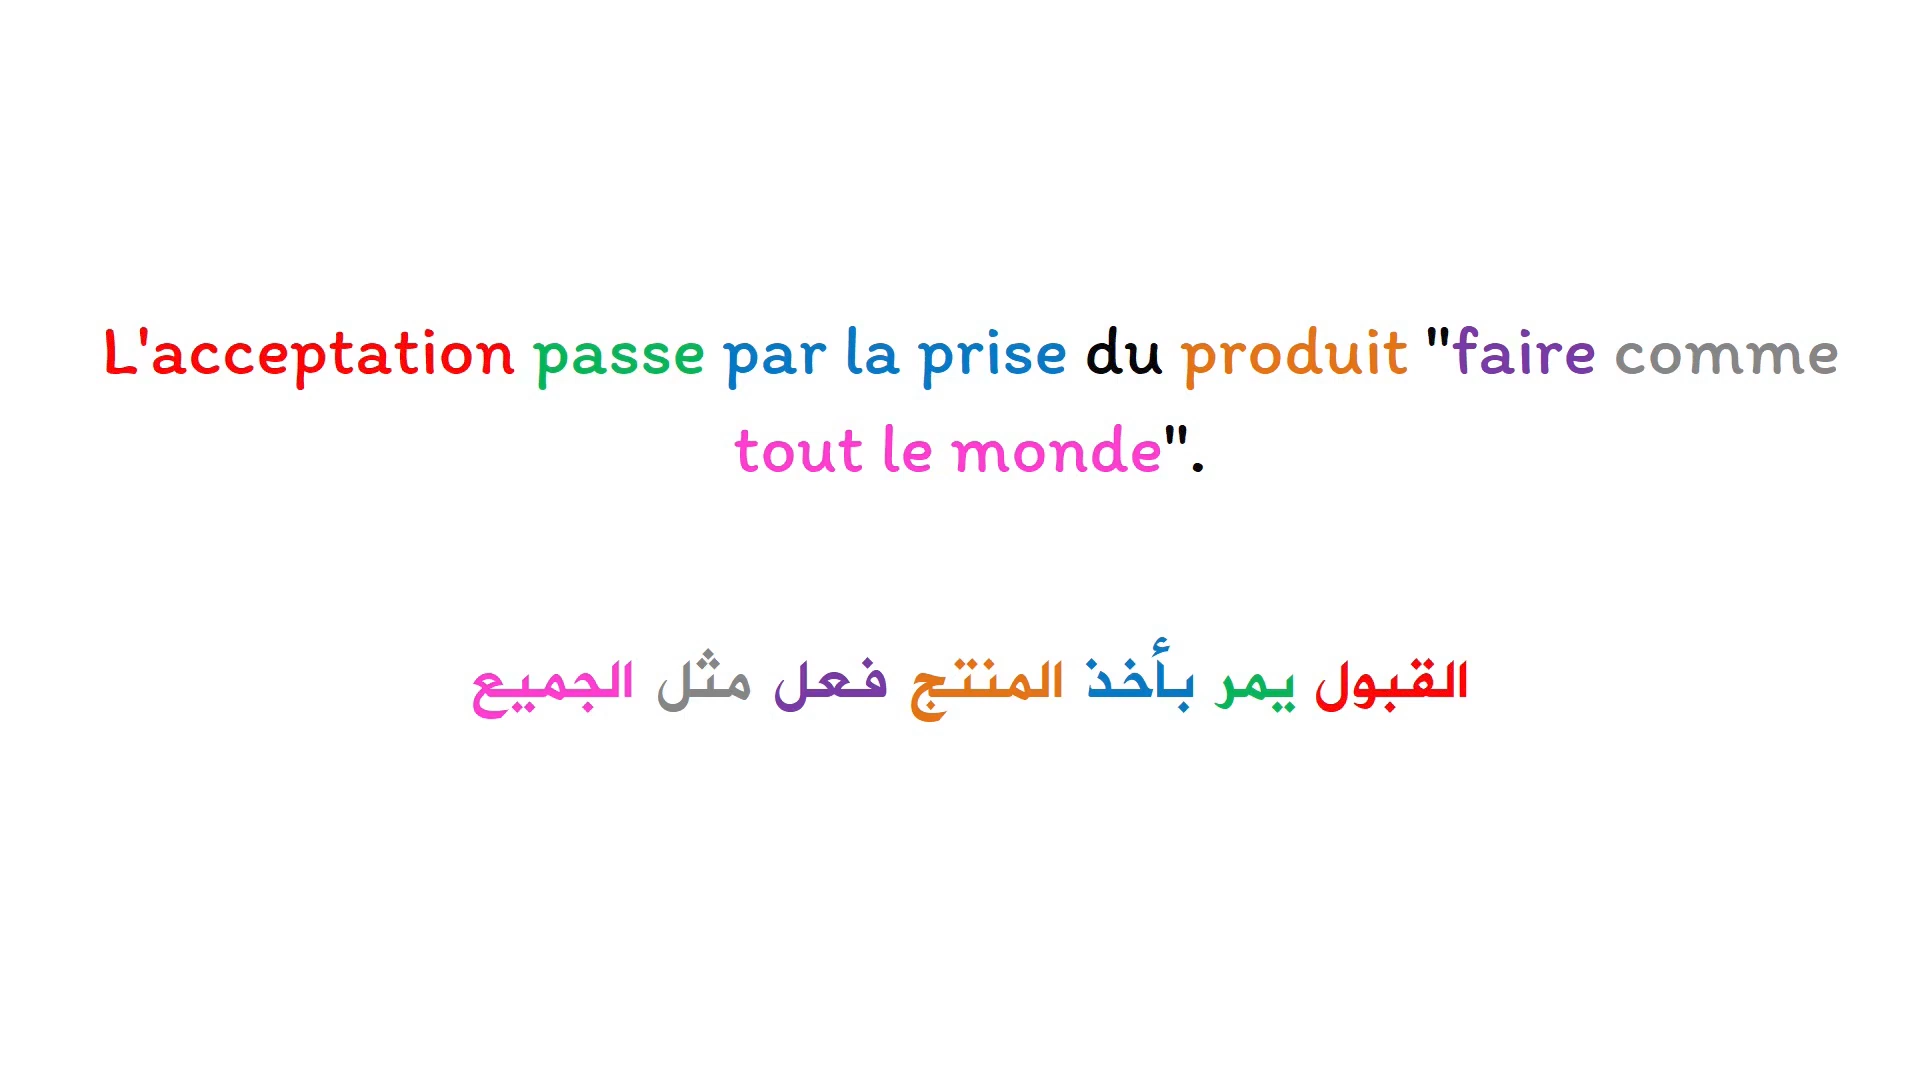 L'acceptation passe par la prise du produit "faire comme
tout le monde".
القبول يمر بأخذ المنتج فعل مثل الجميع